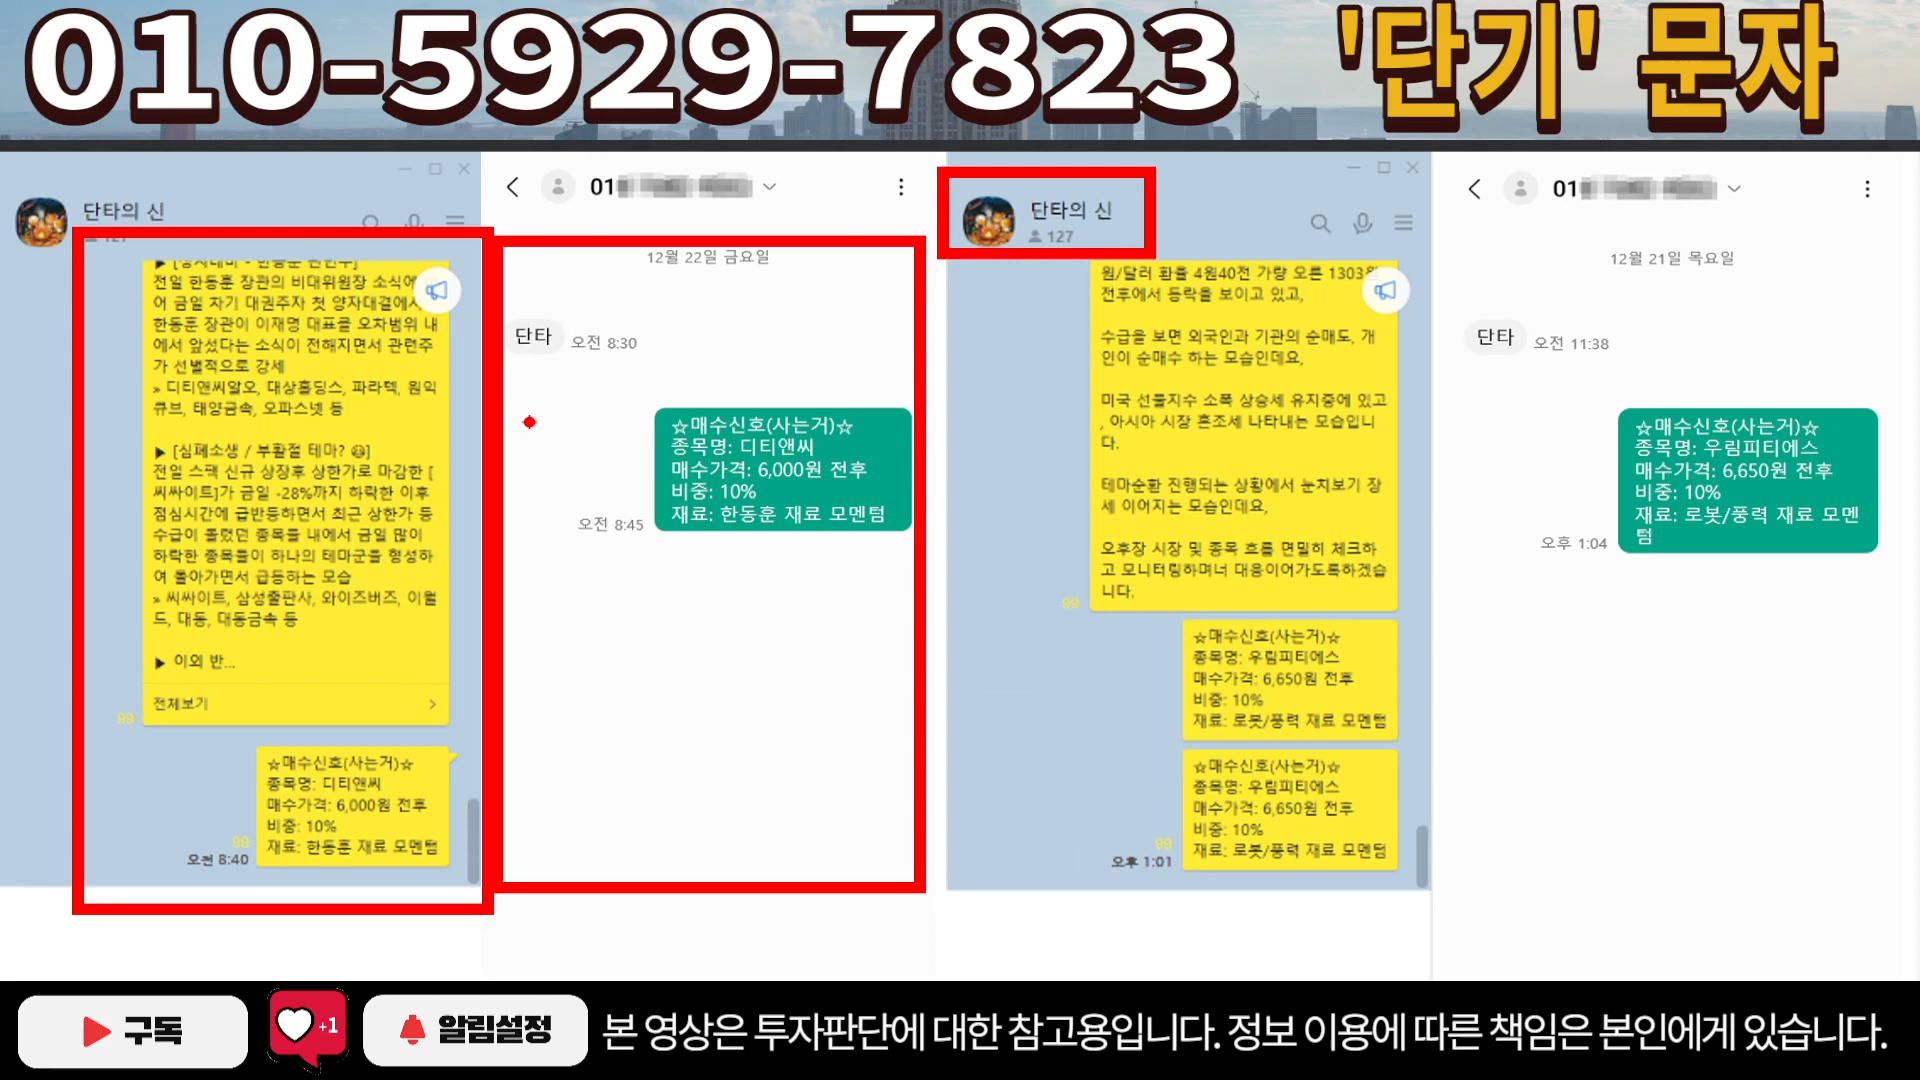 010-5929-7823 '단기' 문자
단타의 신
127
전일 한동훈 장관의 비대위원장 소식에
어 금일 차기 대권주자 첫 양자대결에서
한동훈 장관이 이재명 대표를 오차범위 내
에서 앞섰다는 소식이 전해지면서 관련주
가 선별적으로 강세
» 디티앤씨알오, 대상홀딩스, 파라텍, 원익
큐브, 태양금속, 오파스넷 등
▶ [심폐소생 / 부활절 테마? ]
전일 스팩 신규 상장후 상한가로 마감한 [
씨싸이트]가 금일 -28%까지 하락한 이후
점심시간에 급반등하면서 최근 상한가 등
수급이 몰렸던 종목들 내에서 금일 많이
하락한 종목들이 하나의 테마군을 형성하
여 돌아가면서 급등하는 모습
» 씨싸이트, 삼성출판사, 와이즈버즈, 이월
드, 대동, 대동금속 등
▶ 이외 반...
전체보기
99
☆매수신호(사는거)☆
종목명: 디티앤씨
매수가격: 6,000원 전후
비중: 10%
재료: 한동훈 재료 모멘텀
99
오전 8:40
01
12월 22일 금요일
단타
오전 8:30
☆매수신호(사는거)☆
종목명: 디티앤씨
매수가격: 6,000원 전후
비중: 10%
재료: 한동훈 재료 모멘텀
오전 8:45
단타의 신
127
원/달러 환율 4원40전 가량 오른 1303원
전후에서 등락을 보이고 있고,
수급을 보면 외국인과 기관의 순매도, 개
인이 순매수 하는 모습인데요,
미국 선물지수 소폭 상승세 유지중에 있고
, 아시아 시장 혼조세 나타내는 모습입니
다.
테마순환 진행되는 상황에서 눈치보기 장
세 이어지는 모습인데요,
오후장 시장 및 종목 흐름 면밀히 체크하
고 모니터링하며너 대응이어가도록하겠습
니다.
99
☆매수신호(사는거)☆
종목명: 우림피티에스
매수가격: 6,650원 전후
비중: 10%
재료: 로봇/풍력 재료 모멘텀
☆매수신호(사는거)☆
종목명: 우림피티에스
매수가격: 6,650원 전후
비중: 10%
재료: 로봇/풍력 재료 모멘텀
99
오후 1:01
01
12월 21일 목요일
단타
오전 11:38
☆매수신호(사는거)☆
종목명: 우림피티에스
매수가격: 6,650원 전후
비중: 10%
재료: 로봇/풍력 재료 모멘
텀
오후 1:04
구독
+1
알림설정
본 영상은 투자판단에 대한 참고용입니다. 정보 이용에 따른 책임은 본인에게 있습니다.